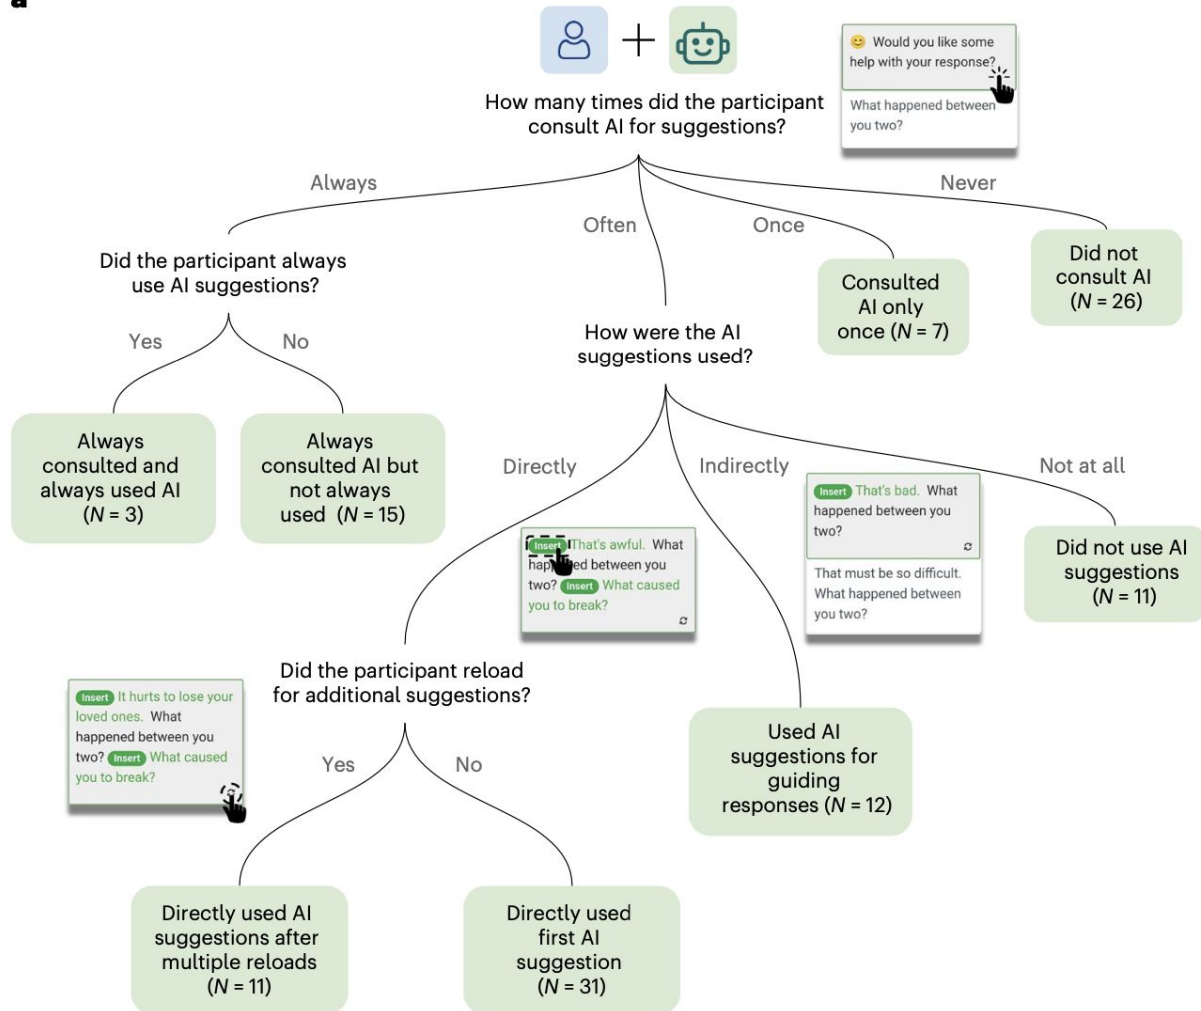 a
Would you like some
help with your response?
What happened between
you two?
How many times did the participant
consult AI for suggestions?
Always
Often
Once
Never
Did the participant always
use AI suggestions?
Did not
consult AI
(N = 26)
Consulted
AI only
once (N = 7)
How were the AI
suggestions used?
Yes
No
Always
consulted and
always used AI
(N = 3)
Always
consulted AI but
not always
used (N = 15)
Directly
Indirectly
Not at all
Insert That's bad. What
happened between you
two?
That must be so difficult.
What happened between
you two?
Insert That's awful. What
happened between you
two? Insert What caused
you to break?
Did not use AI
suggestions
(N = 11)
Did the participant reload
for additional suggestions?
Insert It hurts to lose your
loved ones. What
happened between you
two? Insert What caused
you to break?
Yes
No
Used AI
suggestions for
guiding
responses (N = 12)
Directly used AI
suggestions after
multiple reloads
(N = 11)
Directly used
first AI
suggestion
(N = 31)